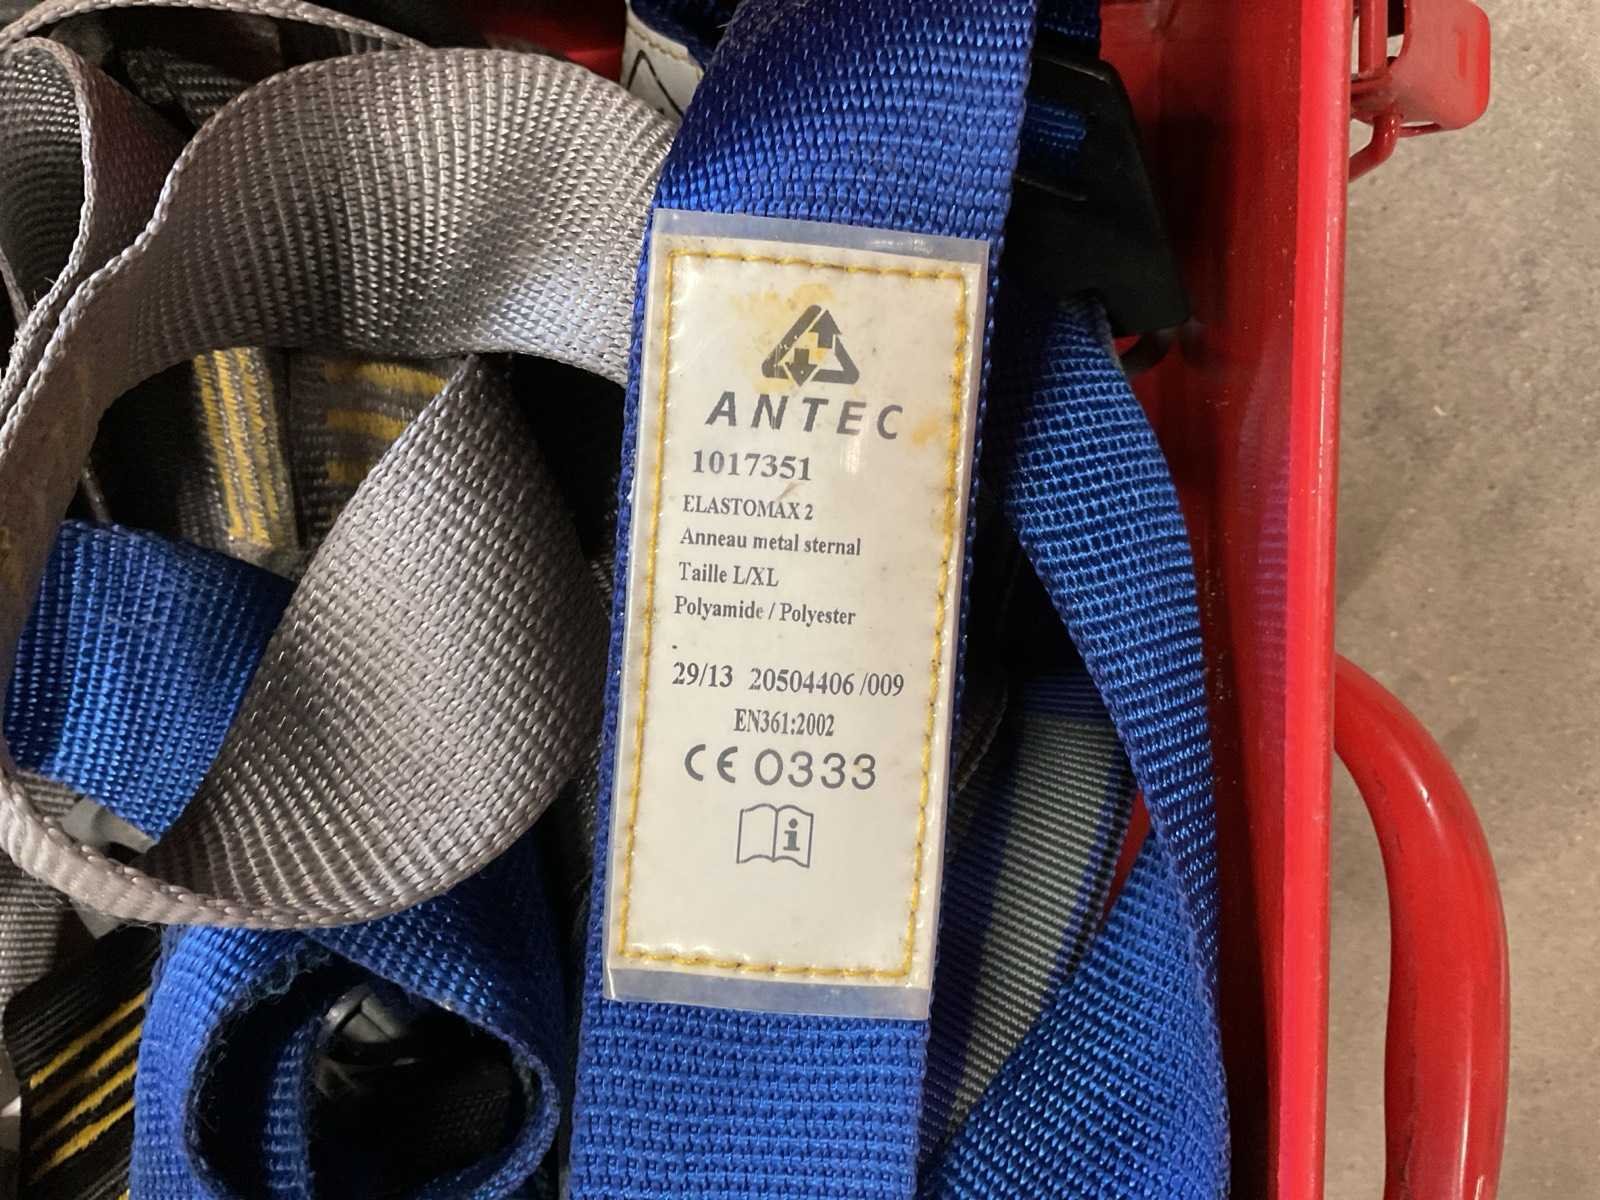 ANTEC
1017351
ELASTOMAX 2
Anneau metal sternal
Taille L/XL
Polyamide / Polyester
29/13 20504406 /009
EN361:2002
CE 0333
i